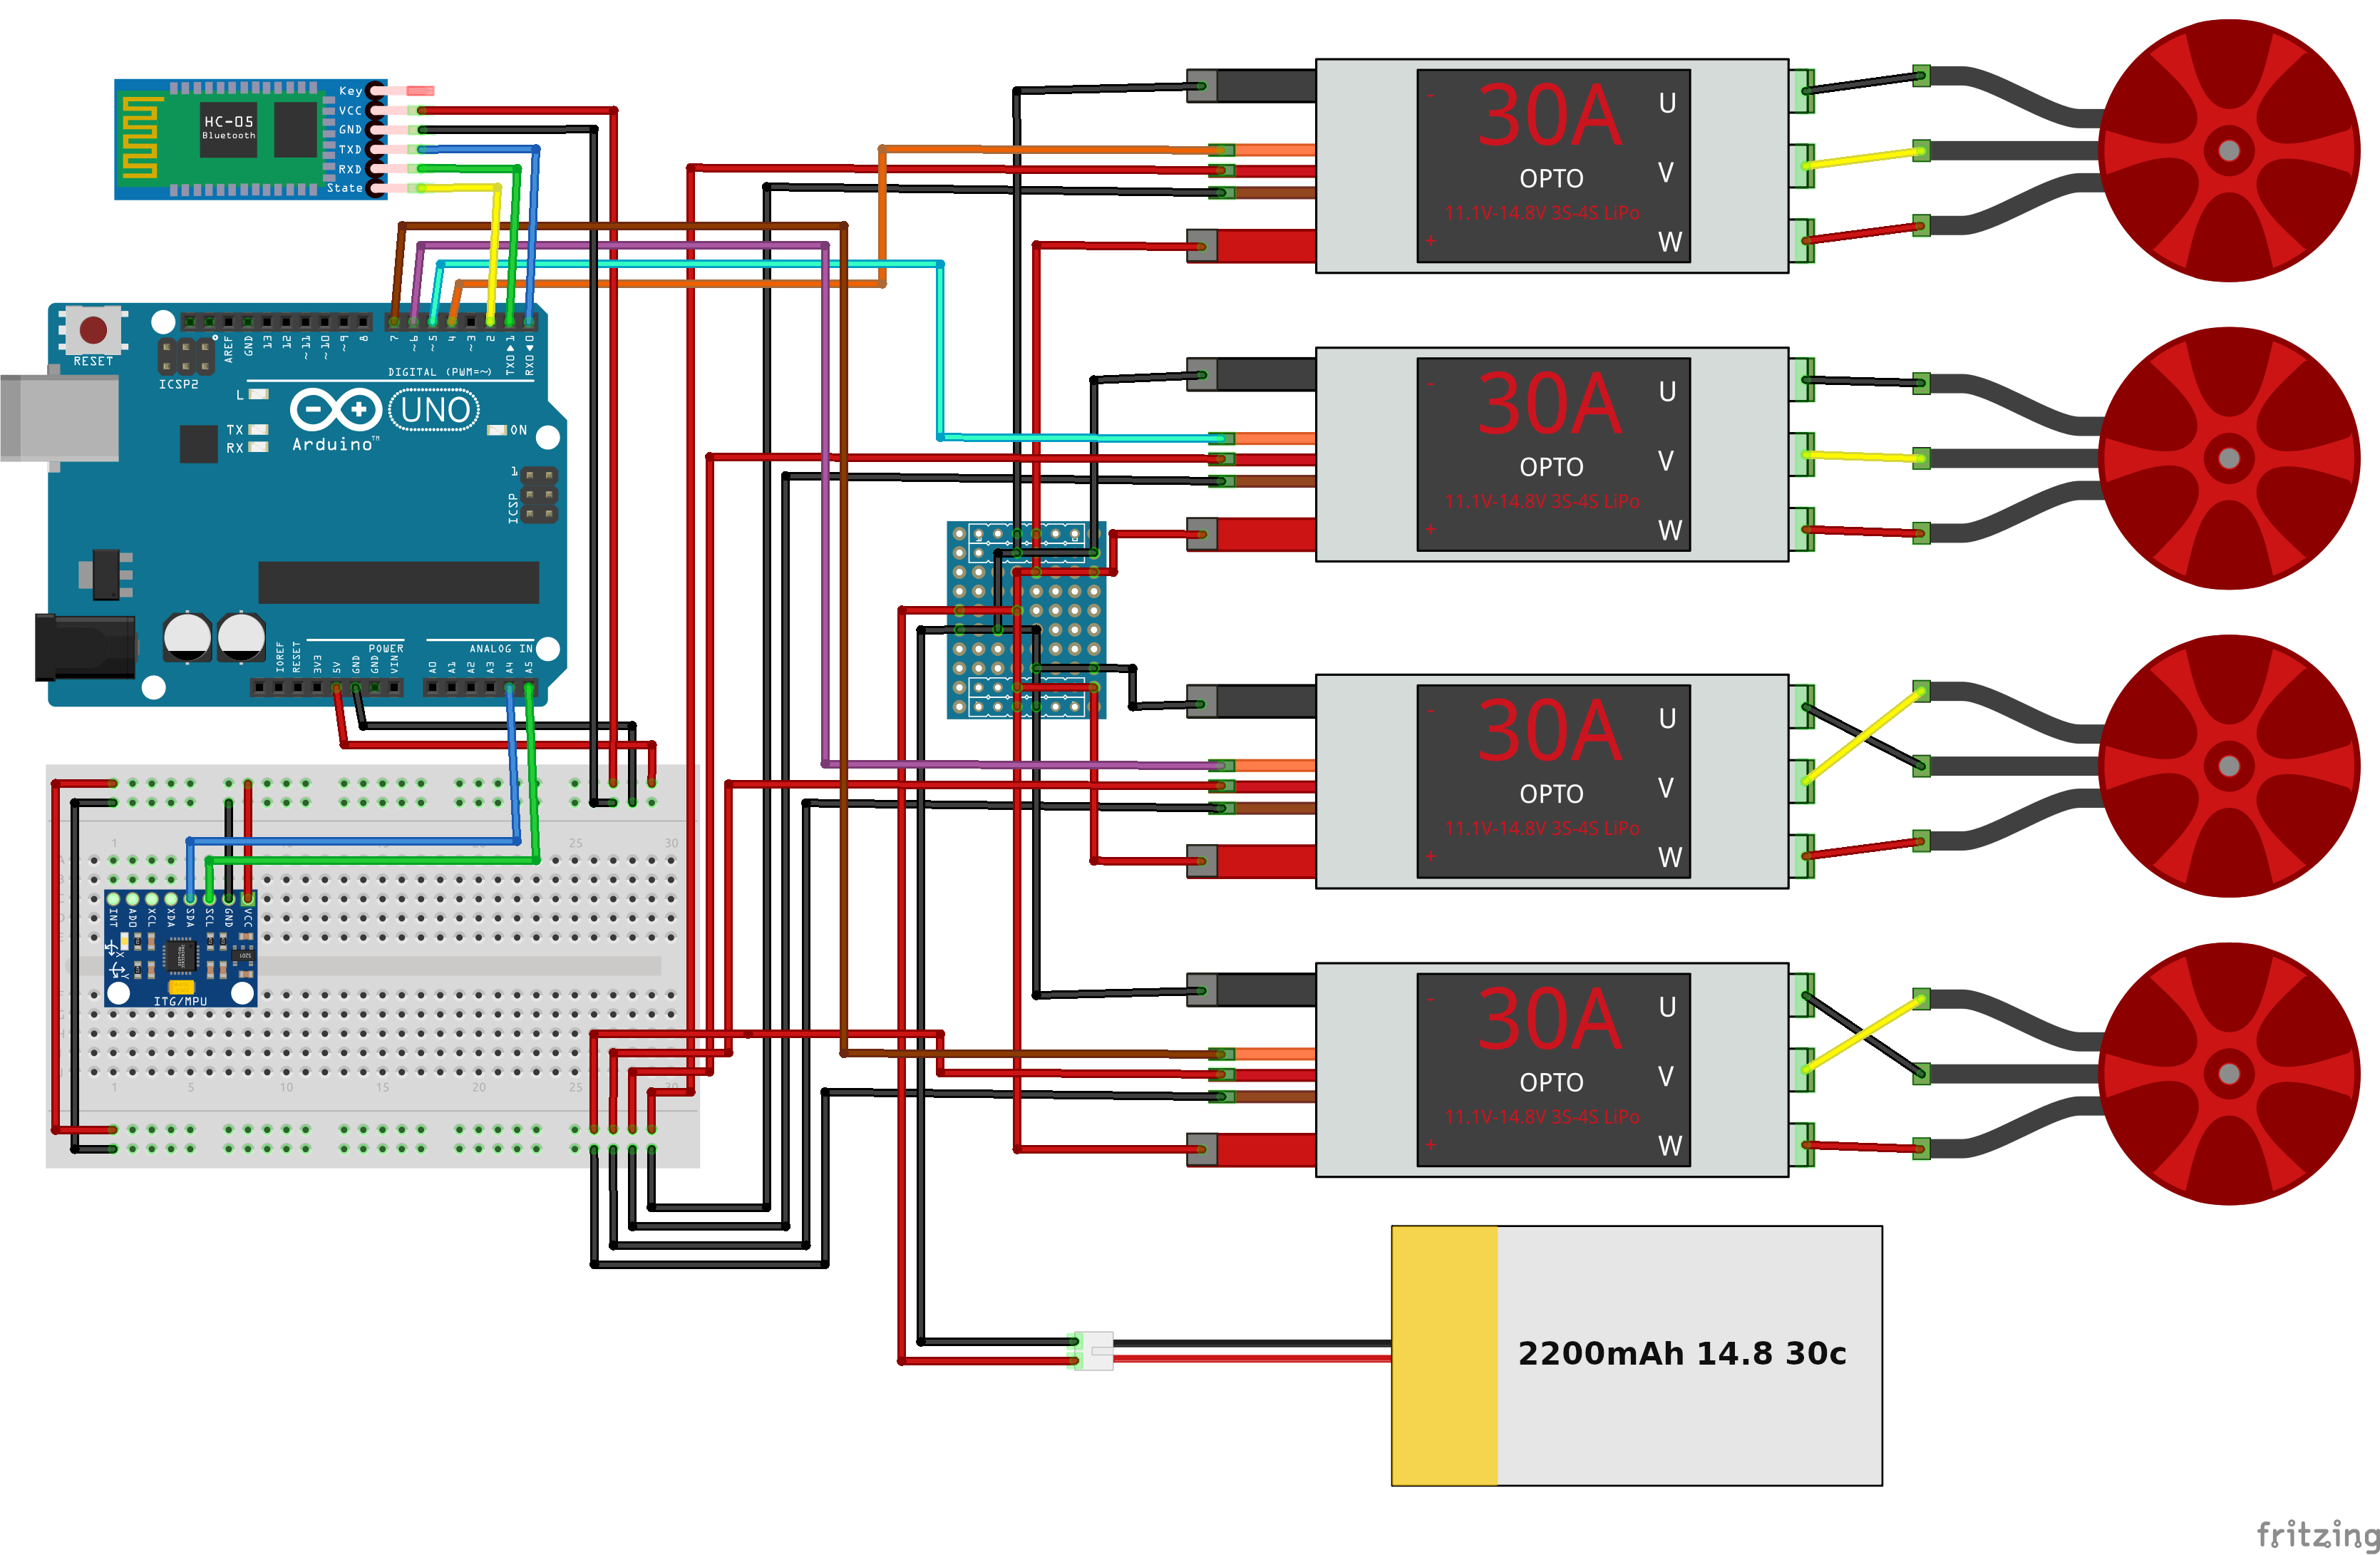 Key
VCC
GND
TXD
RXD
State
HC-05
Bluetooth
RESET
ICSP2
AREF
GND
13
12
~11
~10
~9
8
7
~6
~5
4
~3
2
TX0▶1
RX0◀0
DIGITAL (PWM=~)
L
TX
RX
UNO
Arduino™
ON
1
ICSP
IOREF
RESET
3V3
5V
GND
GND
VIN
POWER
A0
A1
A2
A3
A4
A5
ANALOG IN
1
25
30
INT
ADO
XCL
XDA
SDA
SCL
GND
VCC
X
Y
ITG/MPU
1
5
10
15
20
25
30
-
30A
OPTO
11.1V-14.8V 3S-4S LiPo
+
U
V
W
-
30A
OPTO
11.1V-14.8V 3S-4S LiPo
+
U
V
W
-
30A
OPTO
11.1V-14.8V 3S-4S LiPo
+
U
V
W
-
30A
OPTO
11.1V-14.8V 3S-4S LiPo
+
U
V
W
2200mAh 14.8 30c
fritzing